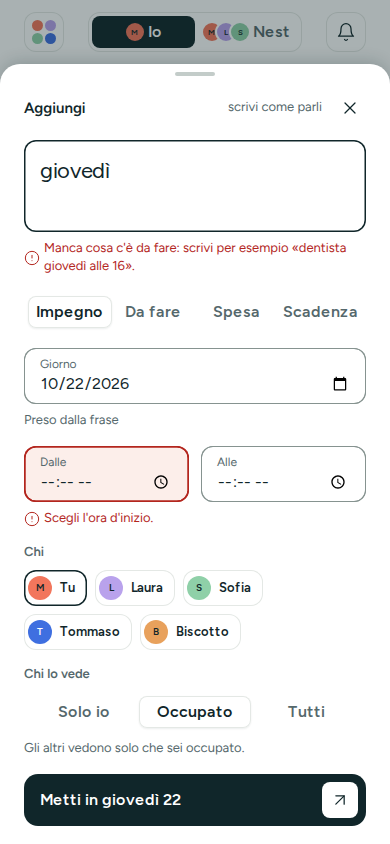 M Io
M L S Nest
Aggiungi
scrivi come parli
giovedì
Manca cosa c'è da fare: scrivi per esempio «dentista
giovedì alle 16».
Impegno
Da fare
Spesa
Scadenza
Giorno
10/22/2026
Preso dalla frase
Dalle
--:-- --
Alle
--:-- --
Scegli l'ora d'inizio.
Chi
M Tu
L Laura
S Sofia
T Tommaso
B Biscotto
Chi lo vede
Solo io
Occupato
Tutti
Gli altri vedono solo che sei occupato.
Metti in giovedì 22